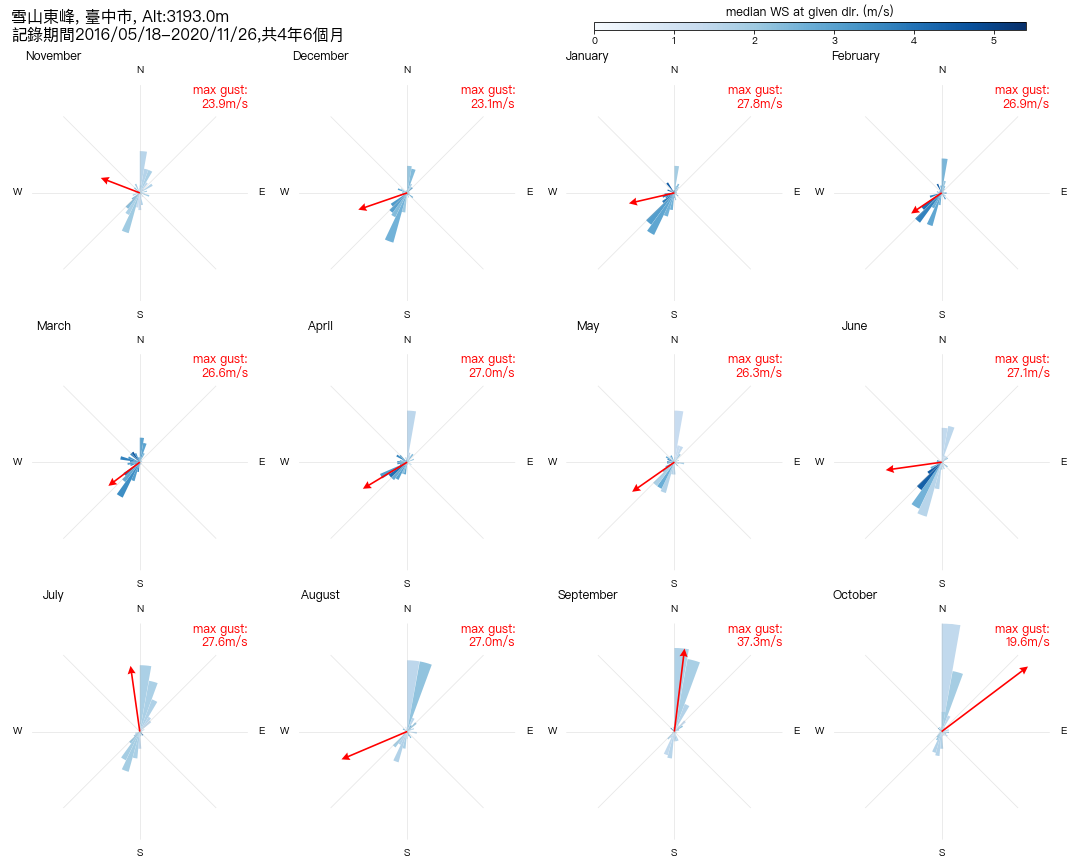 雪山東峰, 臺中市, Alt:3193.0m
記錄期間2016/05/18-2020/11/26,共4年6個月
median WS at given dir. (m/s)
0 1 2 3 4 5
November
N
max gust:
23.9m/s
W E
S
December
N
max gust:
23.1m/s
W E
S
January
N
max gust:
27.8m/s
W E
S
February
N
max gust:
26.9m/s
W E
S
March
N
max gust:
26.6m/s
W E
S
April
N
max gust:
27.0m/s
W E
S
May
N
max gust:
26.3m/s
W E
S
June
N
max gust:
27.1m/s
W E
S
July
N
max gust:
27.6m/s
W E
S
August
N
max gust:
27.0m/s
W E
S
September
N
max gust:
37.3m/s
W E
S
October
N
max gust:
19.6m/s
W E
S